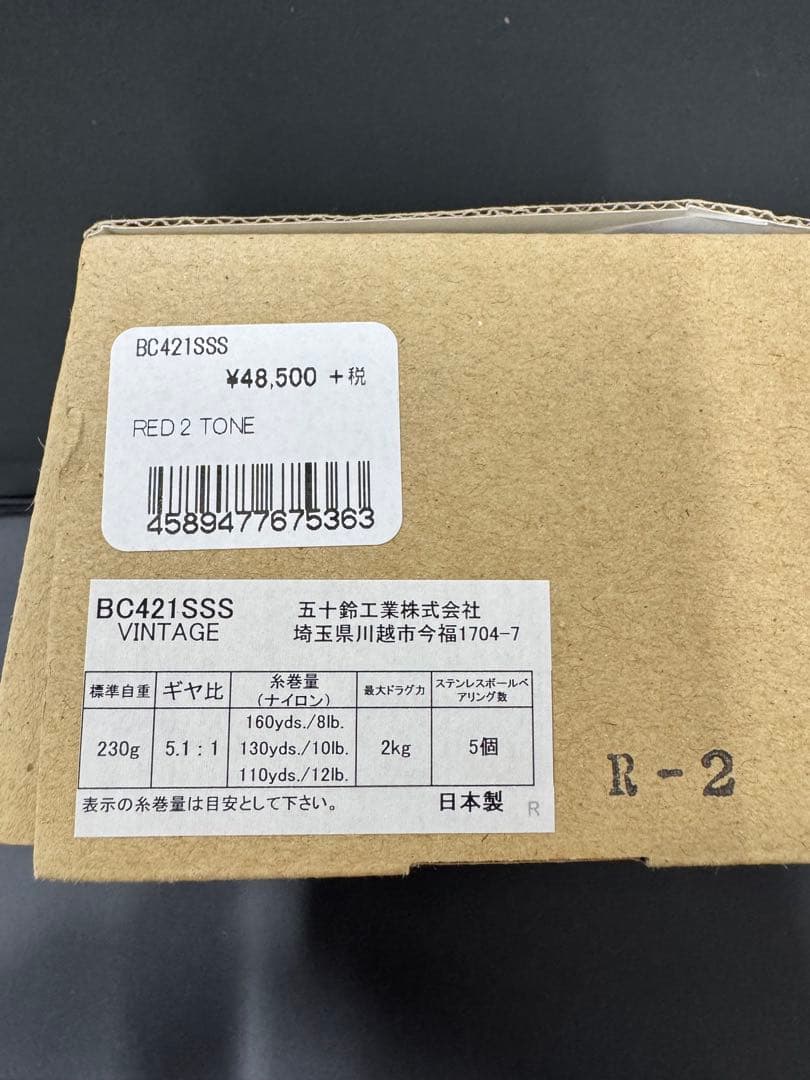 BC421SSS
¥48,500 +税
RED 2 TONE
4589477675363
BC421SSS 五十鈴工業株式会社
VINTAGE 埼玉県川越市今福1704-7
標準自重 ギヤ比 糸巻量(ナイロン) 最大ドラグ力 ステンレスボールベアリング数
230g 5.1:1 160yds./8lb. 2kg 5個
130yds./10lb.
110yds./12lb.
表示の糸巻量は目安として下さい。 日本製 R
R-2